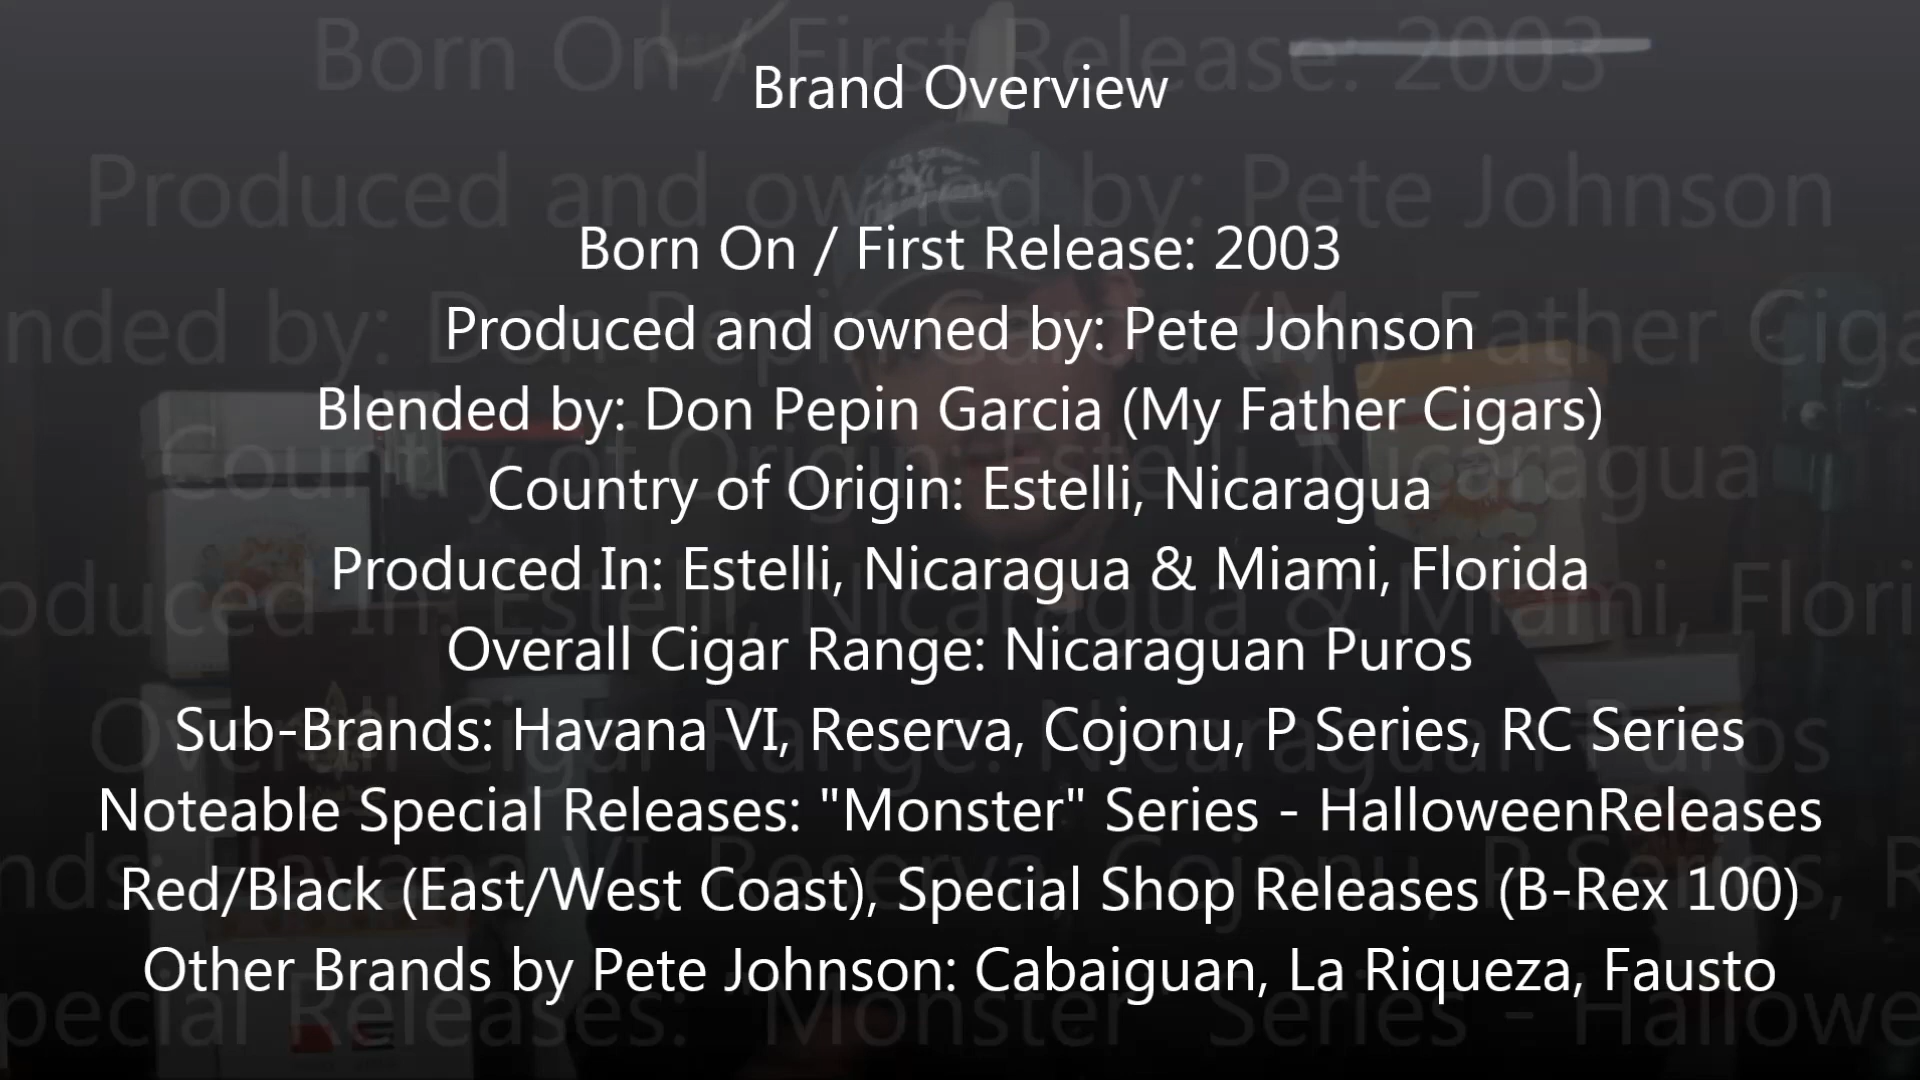 Brand Overview
Born On / First Release: 2003
Produced and owned by: Pete Johnson
Blended by: Don Pepin Garcia (My Father Cigars)
Country of Origin: Estelli, Nicaragua
Produced In: Estelli, Nicaragua & Miami, Florida
Overall Cigar Range: Nicaraguan Puros
Sub-Brands: Havana VI, Reserva, Cojonu, P Series, RC Series
Noteable Special Releases: "Monster" Series - HalloweenReleases
Red/Black (East/West Coast), Special Shop Releases (B-Rex 100)
Other Brands by Pete Johnson: Cabaiguan, La Riqueza, Fausto